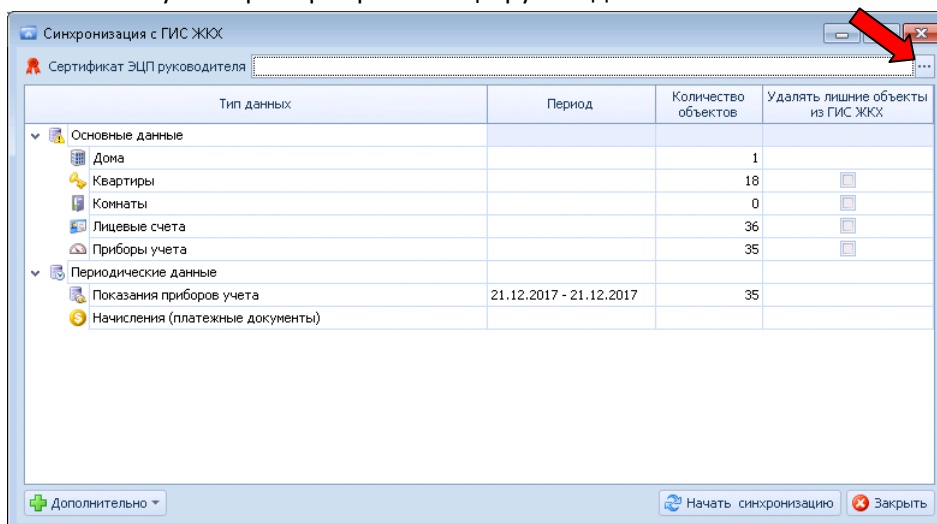 Синхронизация с ГИС ЖКХ
Сертификат ЭЦП руководителя
Тип данных Период Количество объектов Удалять лишние объекты из ГИС ЖКХ
Основные данные
Дома 1
Квартиры 18
Комнаты 0
Лицевые счета 36
Приборы учета 35
Периодические данные
Показания приборов учета 21.12.2017 - 21.12.2017 35
Начисления (платежные документы)
Дополнительно Начать синхронизацию Закрыть